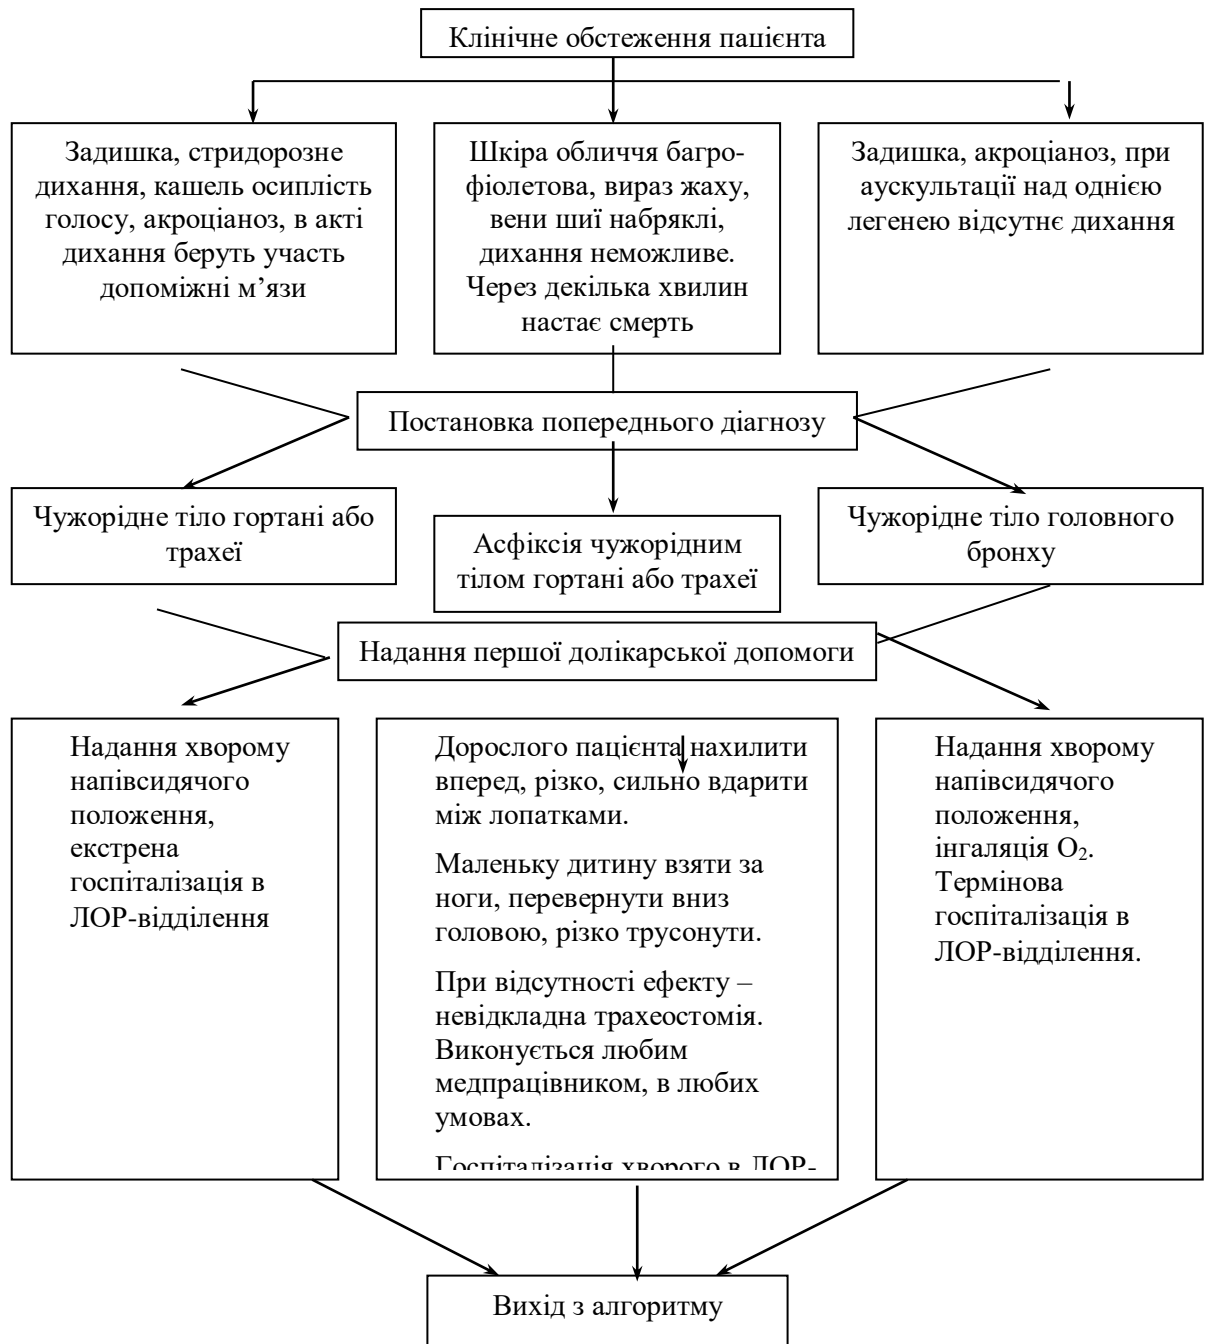 Клінічне обстеження пацієнта
Задишка, стридорозне
дихання, кашель осиплість
голосу, акроціаноз, в акті
дихання беруть участь
допоміжні м’язи
Шкіра обличчя багро-
фіолетова, вираз жаху,
вени шиї набряклі,
дихання неможливе.
Через декілька хвилин
настає смерть
Задишка, акроціаноз, при
аускультації над однією
легенею відсутнє дихання
Постановка попереднього діагнозу
Чужорідне тіло гортані або
трахеї
Асфіксія чужорідним
тілом гортані або трахеї
Чужорідне тіло головного
бронху
Надання першої долікарської допомоги
Надання хворому
напівсидячого
положення,
екстрена
госпіталізація в
ЛОР-відділення
Дорослого пацієнта нахилити
вперед, різко, сильно вдарити
між лопатками.
Маленьку дитину взяти за
ноги, перевернути вниз
головою, різко трусонути.
При відсутності ефекту –
невідкладна трахеостомія.
Виконується любим
медпрацівником, в любих
умовах.
Госпіталізація хворого в ЛОР-
Надання хворому
напівсидячого
положення,
інгаляція O₂.
Термінова
госпіталізація в
ЛОР-відділення.
Вихід з алгоритму